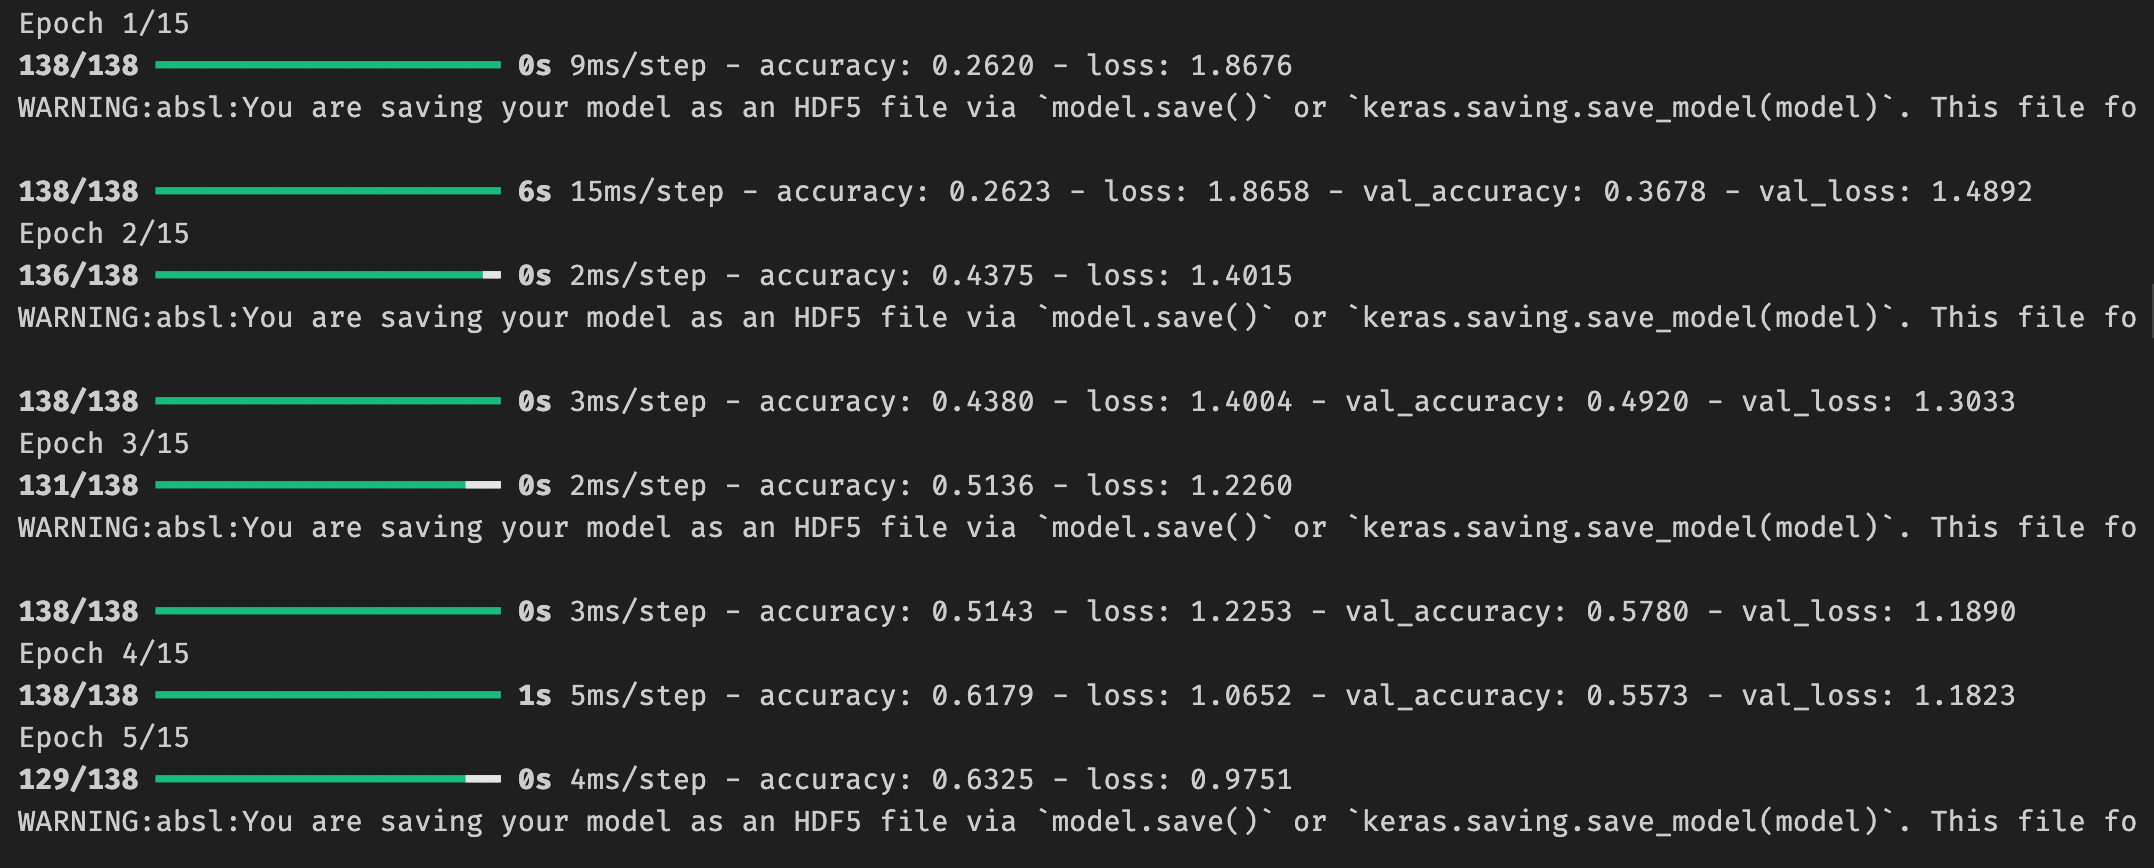 Epoch 1/15
138/138 0s 9ms/step - accuracy: 0.2620 - loss: 1.8676
WARNING:absl:You are saving your model as an HDF5 file via `model.save()` or `keras.saving.save_model(model)`. This file fo
138/138 6s 15ms/step - accuracy: 0.2623 - loss: 1.8658 - val_accuracy: 0.3678 - val_loss: 1.4892
Epoch 2/15
136/138 0s 2ms/step - accuracy: 0.4375 - loss: 1.4015
WARNING:absl:You are saving your model as an HDF5 file via `model.save()` or `keras.saving.save_model(model)`. This file fo
138/138 0s 3ms/step - accuracy: 0.4380 - loss: 1.4004 - val_accuracy: 0.4920 - val_loss: 1.3033
Epoch 3/15
131/138 0s 2ms/step - accuracy: 0.5136 - loss: 1.2260
WARNING:absl:You are saving your model as an HDF5 file via `model.save()` or `keras.saving.save_model(model)`. This file fo
138/138 0s 3ms/step - accuracy: 0.5143 - loss: 1.2253 - val_accuracy: 0.5780 - val_loss: 1.1890
Epoch 4/15
138/138 1s 5ms/step - accuracy: 0.6179 - loss: 1.0652 - val_accuracy: 0.5573 - val_loss: 1.1823
Epoch 5/15
129/138 0s 4ms/step - accuracy: 0.6325 - loss: 0.9751
WARNING:absl:You are saving your model as an HDF5 file via `model.save()` or `keras.saving.save_model(model)`. This file fo